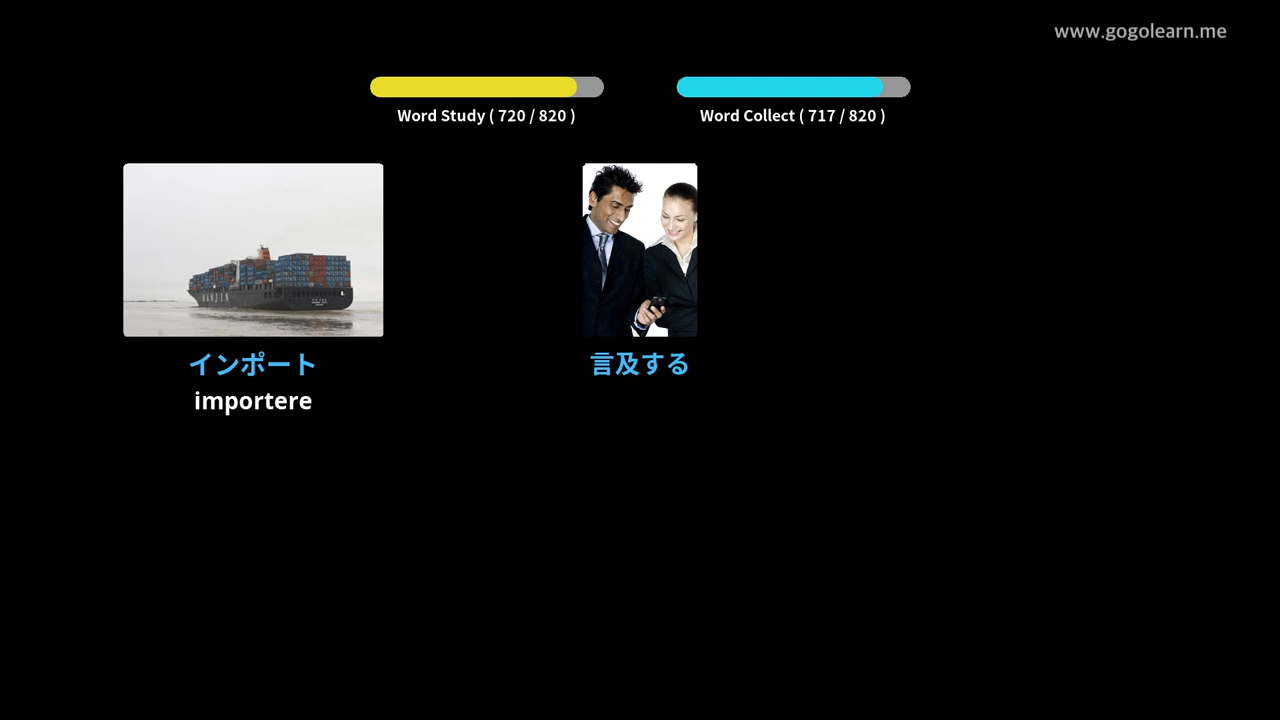 www.gogolearn.me
Word Study ( 720 / 820 )
Word Collect ( 717 / 820 )
HANJIN
インポート
言及する
importere